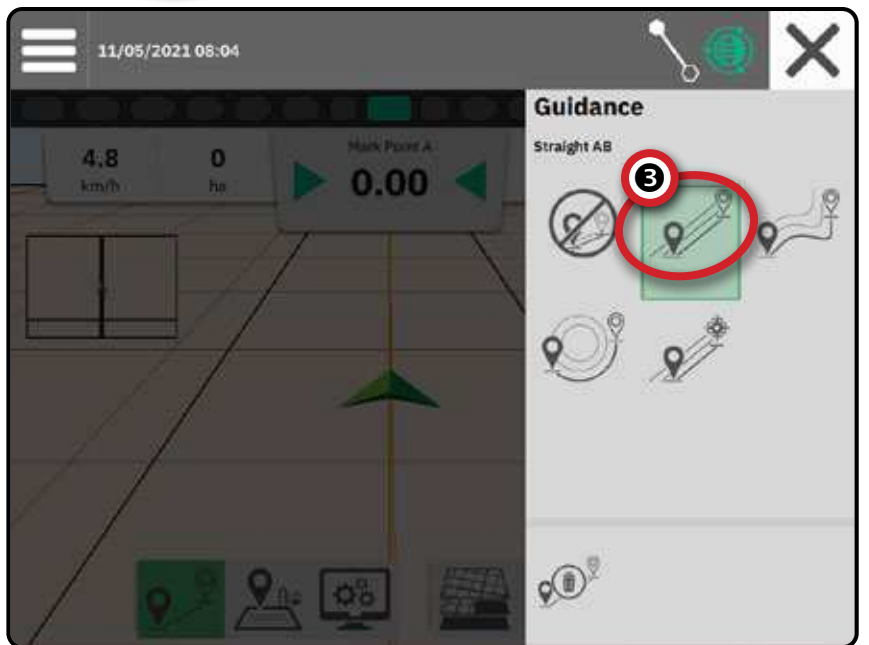 11/05/2021 08:04
Guidance
Straight AB
4.8
km/h
0
ha
Mark Point A
0.00
3